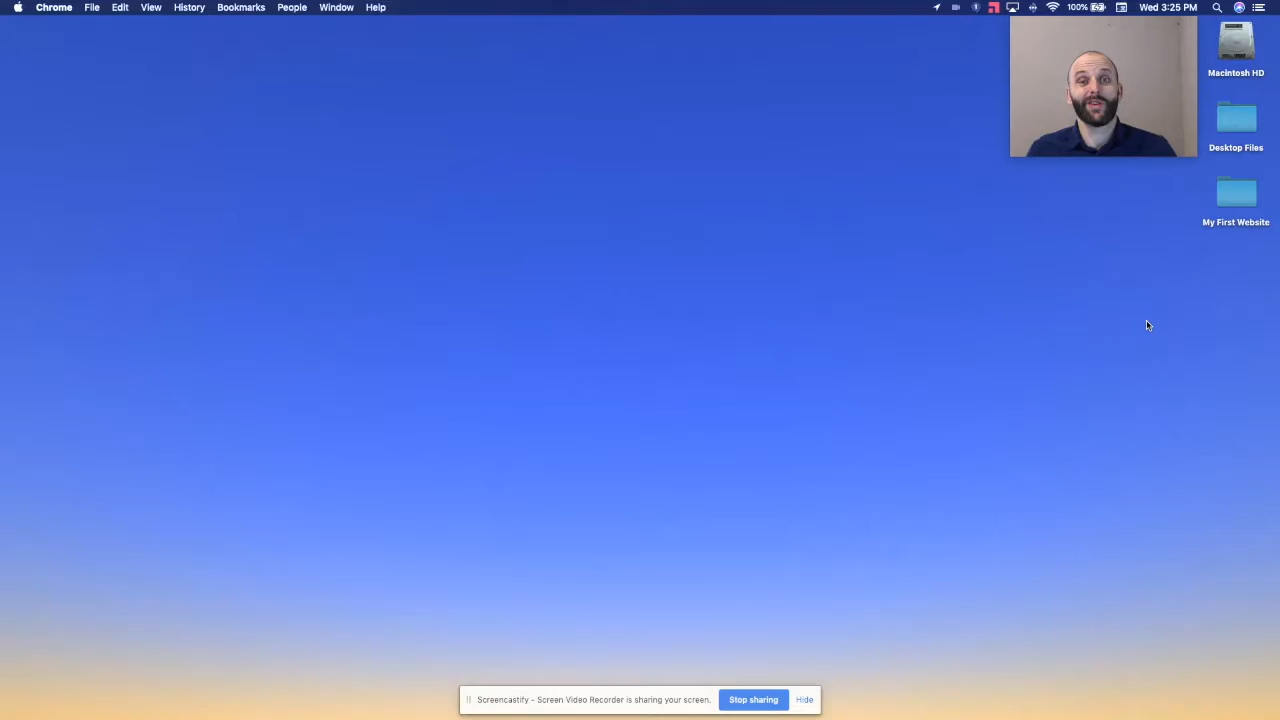 Chrome File Edit View History Bookmarks People Window Help 100% Wed 3:25 PM
Macintosh HD
Desktop Files
My First Website
Screencastify - Screen Video Recorder is sharing your screen. Stop sharing Hide